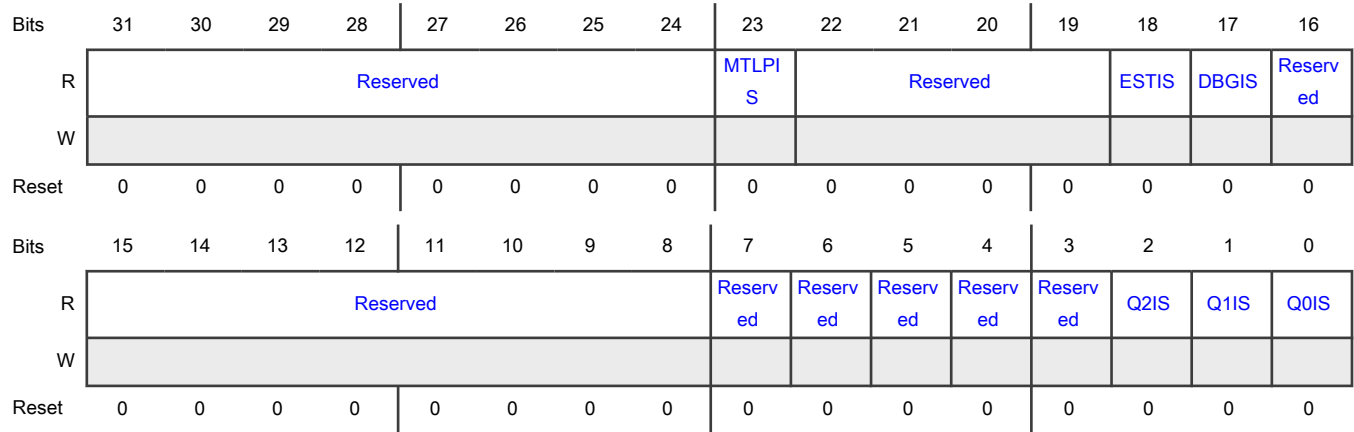 Bits 31 30 29 28 27 26 25 24 23 22 21 20 19 18 17 16
R Reserved MTLPI S Reserved ESTIS DBGIS Reserv ed
W
Reset 0 0 0 0 0 0 0 0 0 0 0 0 0 0 0 0
Bits 15 14 13 12 11 10 9 8 7 6 5 4 3 2 1 0
R Reserved Reserv ed Reserv ed Reserv ed Reserv ed Reserv ed Q2IS Q1IS Q0IS
W
Reset 0 0 0 0 0 0 0 0 0 0 0 0 0 0 0 0